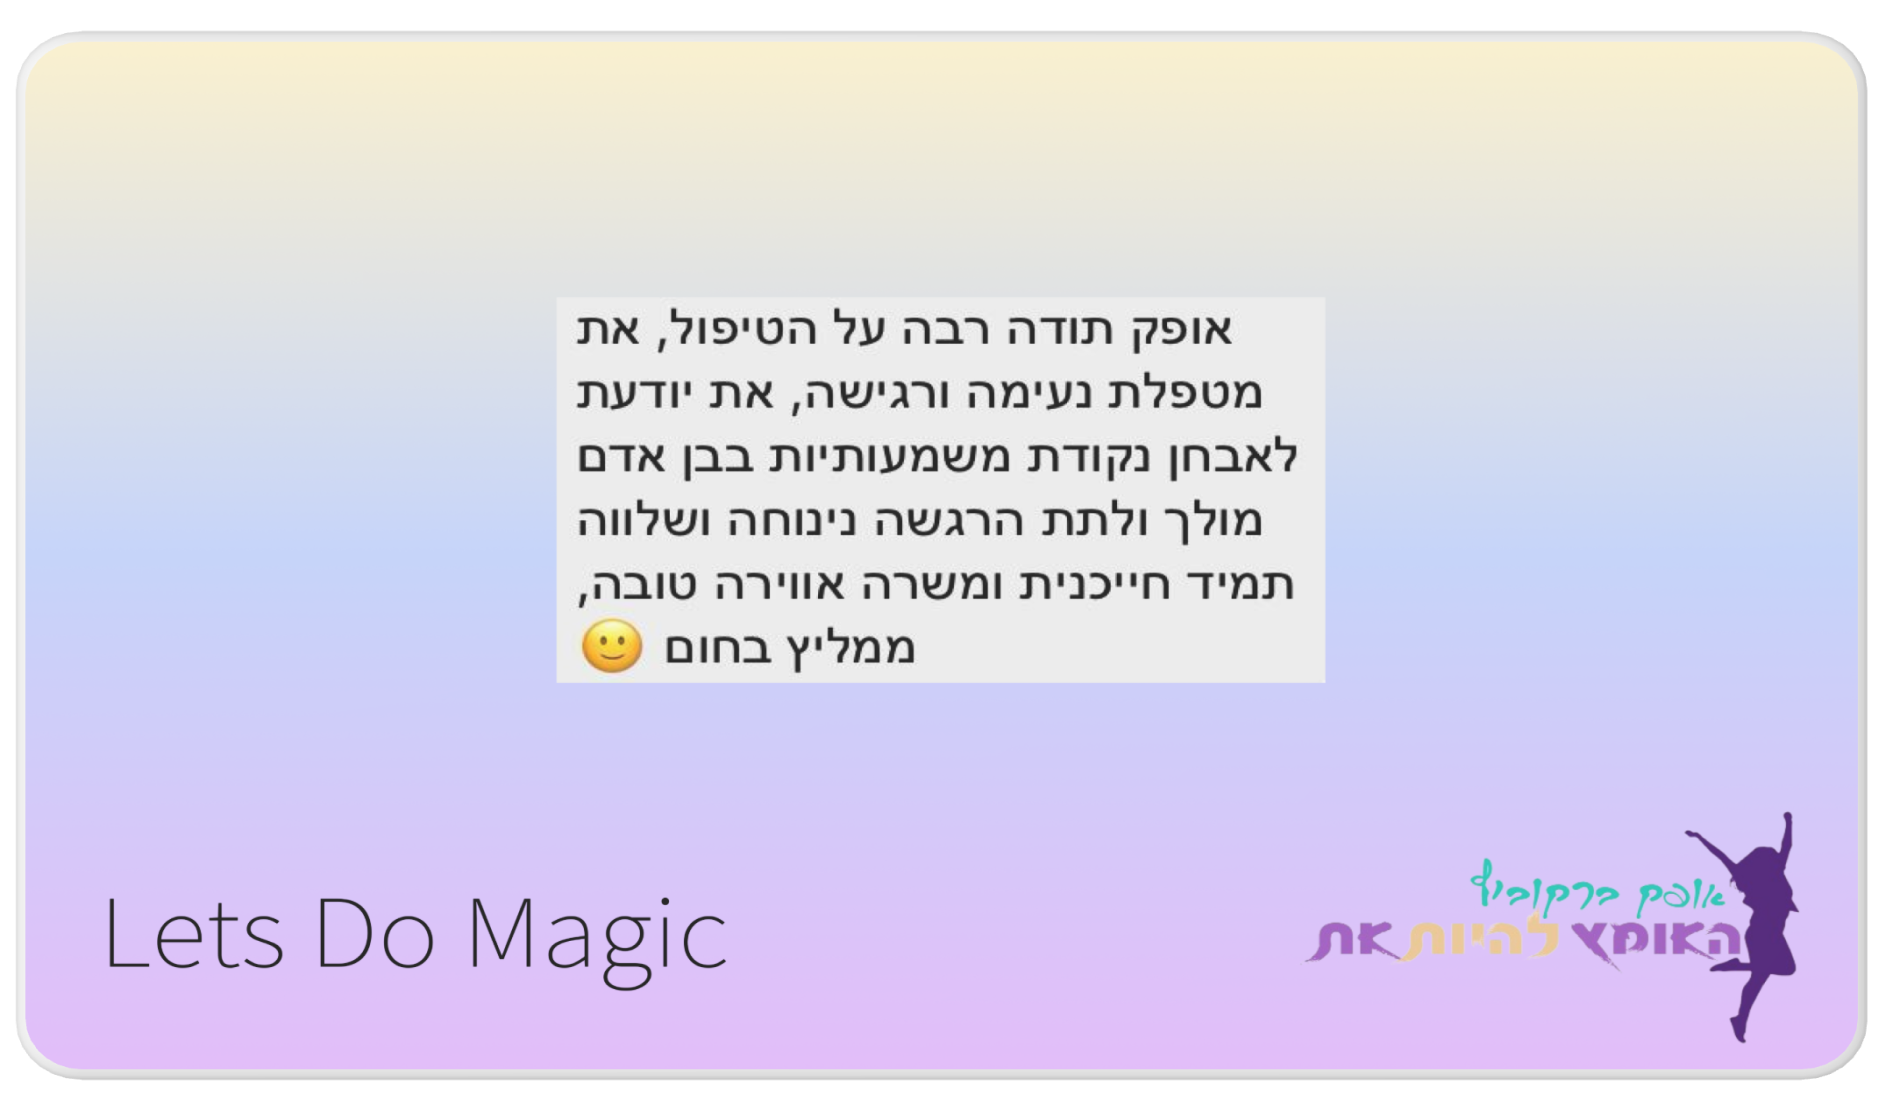 אופק תודה רבה על הטיפול, את
מטפלת נעימה ורגישה, את יודעת
לאבחן נקודת משמעותיות בבן אדם
מולך ולתת הרגשה נינוחה ושלווה
תמיד חייכנית ומשרה אווירה טובה,
ממליץ בחום 🙂
אופק ברקוביץ
האומץ להיות את
Lets Do Magic